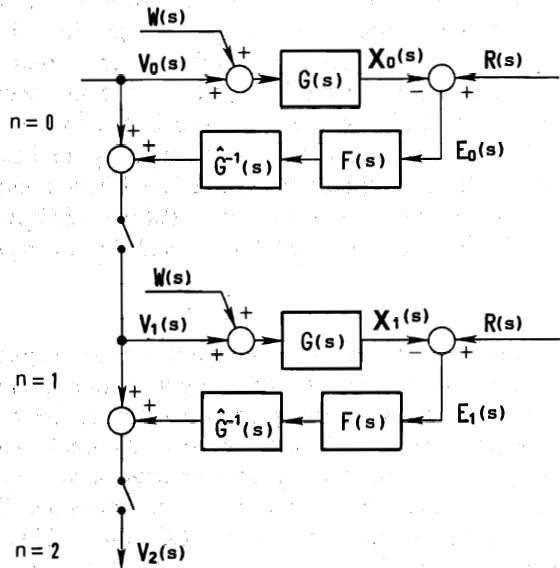 W(s)
V₀(s) + + G(s) X₀(s) − + R(s)
n = 0
+ + Ĝ⁻¹(s) F(s) E₀(s)
W(s)
V₁(s) + + G(s) X₁(s) − + R(s)
n = 1
+ + Ĝ⁻¹(s) F(s) E₁(s)
n = 2 V₂(s)